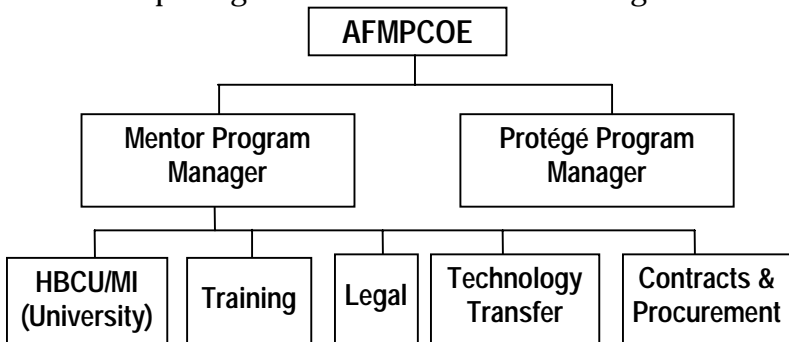 AFMPCOE
Mentor Program
Manager
Protégé Program
Manager
HBCU/MI
(University)
Training
Legal
Technology
Transfer
Contracts &
Procurement